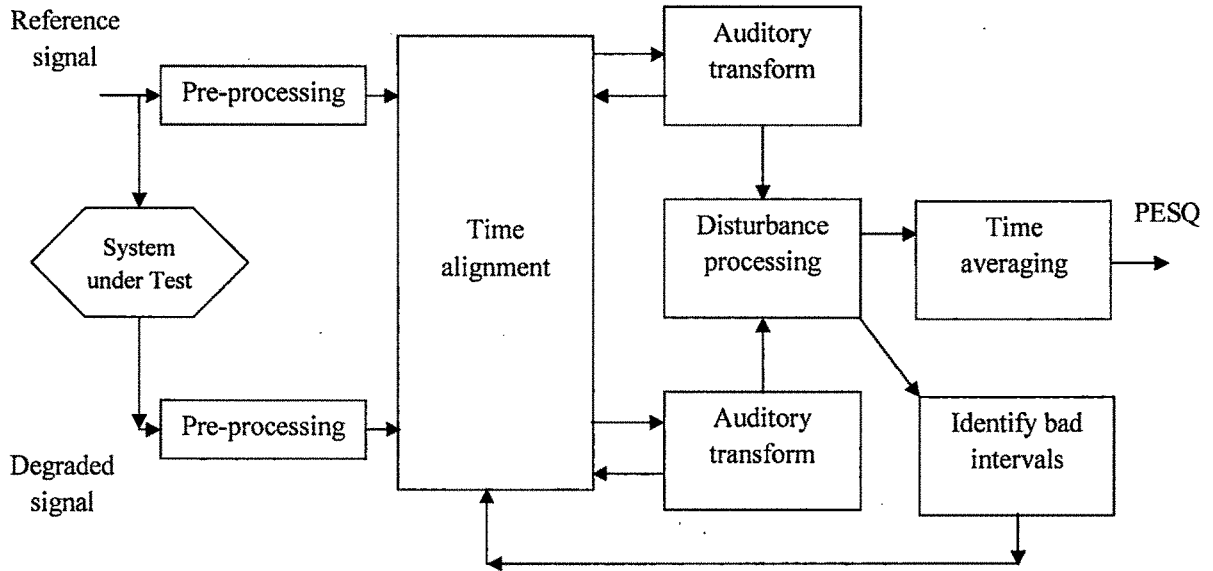 Reference
signal
Pre-processing
System
under Test
Pre-processing
Degraded
signal
Time
alignment
Auditory
transform
Disturbance
processing
Auditory
transform
Time
averaging
PESQ
Identify bad
intervals